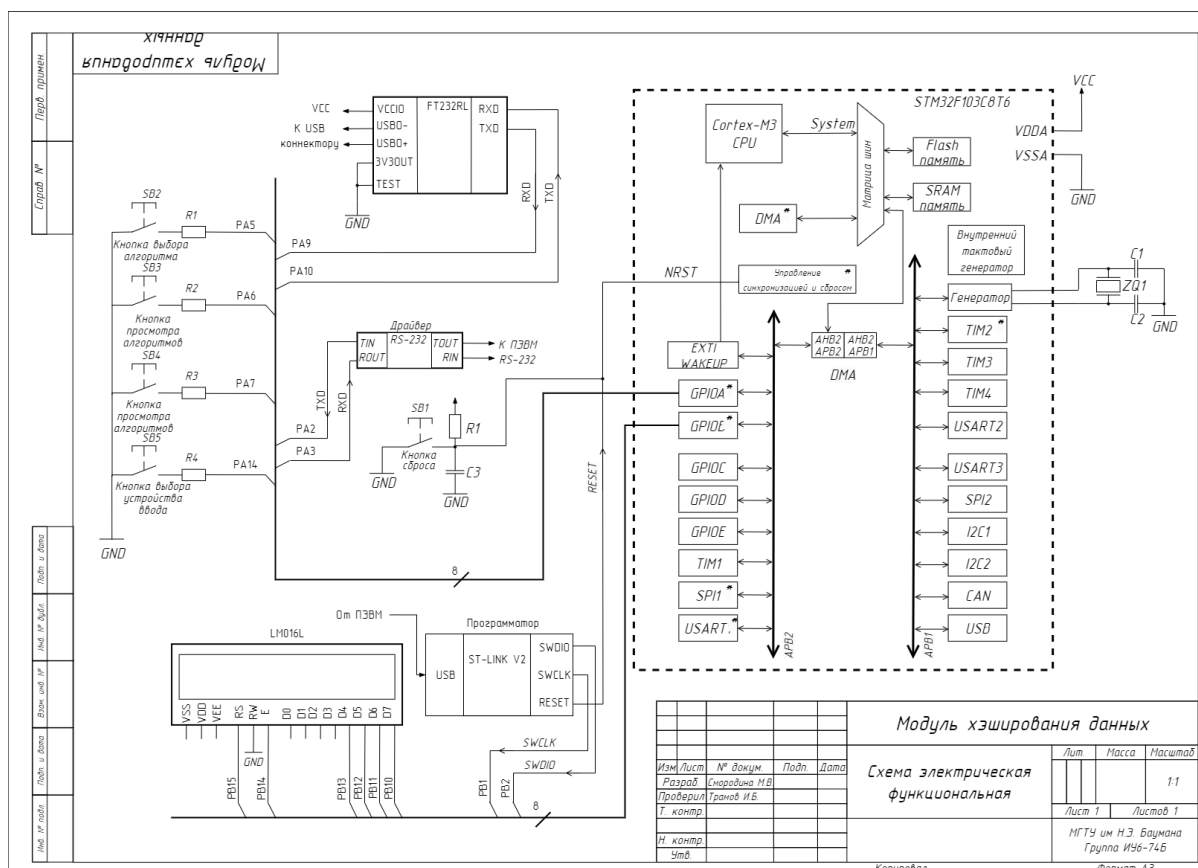 Модуль хэширования
данных
Перв. примен.
Справ №
Подп. и дата
Инв. № дубл.
Взам. инв. №
Подп. и дата
Инв. № подл.
VCC
К USB
коннектору
VCCIO
USBO-
USBO+
3V3OUT
TEST
FT232RL
RXD
TXD
GND
RXD
TXD
SB2
R1
PA5
Кнопка выбора
алгоритма
SB3
R2
PA6
Кнопка
просмотра
алгоритмов
SB4
R3
PA7
Кнопка
просмотра
алгоритмов
SB5
R4
PA14
Кнопка выбора
устройства
ввода
GND
PA9
PA10
Драйвер
TIN
ROUT
RS-232
TOUT
RIN
К ПЭВМ
RS-232
TXD
RXD
PA2
PA3
SB1
Кнопка
сброса
R1
C3
GND
GND
NRST
RESET
8
STM32F103C8T6
Cortex-M3
CPU
System
Матрица шин
Flash
память
SRAM
память
DMA*
Управление *
синхронизацией и сбросом
Внутренний
тактовый
генератор
Генератор
AHB2
APB2
AHB2
APB1
DMA
EXTI
WAKEUP
GPIOA*
GPIOE*
GPIOC
GPIOD
GPIOE
TIM1
SPI1*
USART.*
APB2
TIM2*
TIM3
TIM4
USART2
USART3
SPI2
I2C1
I2C2
CAN
USB
APB1
VCC
VDDA
VSSA
GND
C1
ZQ1
C2
GND
LM016L
VSS
VDD
VEE
RS
RW
E
D0
D1
D2
D3
D4
D5
D6
D7
GND
PB15
PB14
PB13
PB12
PB11
PB10
От ПЭВМ
Программатор
USB
ST-LINK V2
SWDIO
SWCLK
RESET
SWCLK
SWDIO
PB1
PB2
8
Модуль хэширования данных
Схема электрическая
функциональная
Изм. Лист № докум. Подп. Дата
Разраб. Смородина М.В.
Проверил Трамов И.Б.
Т. контр.
Н. контр.
Утв.
Лит. Масса Масштаб
1:1
Лист 1 Листов 1
МГТУ им Н.Э. Баумана
Группа ИУ6-74Б
Копировал Формат А3